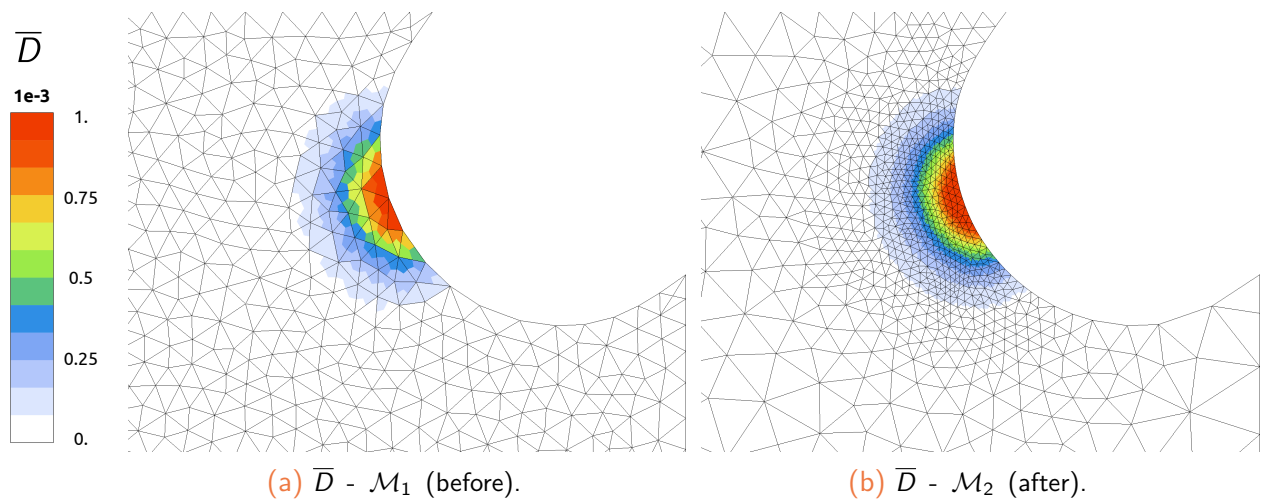 D̅
1e-3
1.
0.75
0.5
0.25
0.
(a) D̅ - ℳ₁ (before).
(b) D̅ - ℳ₂ (after).